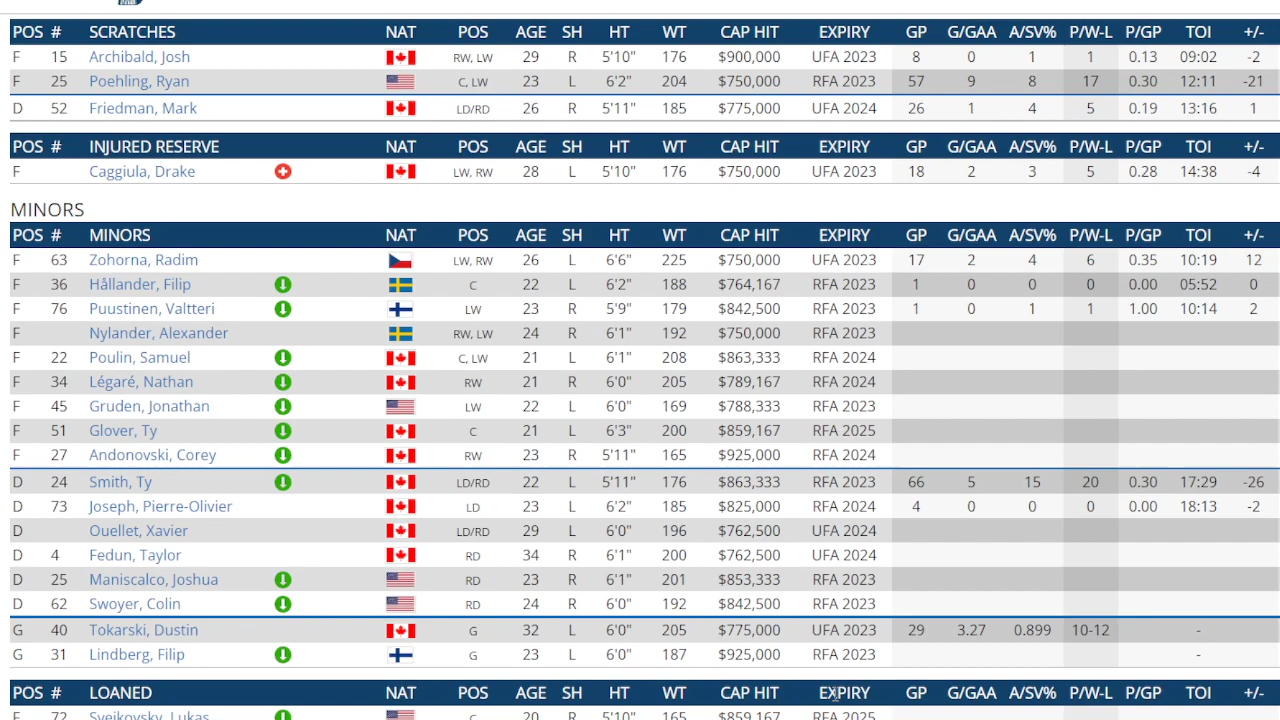 POS # SCRATCHES NAT POS AGE SH HT WT CAP HIT EXPIRY GP G/GAA A/SV% P/W-L P/GP TOI +/-
F 15 Archibald, Josh RW, LW 29 R 5'10" 176 $900,000 UFA 2023 8 0 1 1 0.13 09:02 -2
F 25 Poehling, Ryan C, LW 23 L 6'2" 204 $750,000 RFA 2023 57 9 8 17 0.30 12:11 -21
D 52 Friedman, Mark LD/RD 26 R 5'11" 185 $775,000 UFA 2024 26 1 4 5 0.19 13:16 1
POS # INJURED RESERVE NAT POS AGE SH HT WT CAP HIT EXPIRY GP G/GAA A/SV% P/W-L P/GP TOI +/-
F Caggiula, Drake LW, RW 28 L 5'10" 176 $750,000 UFA 2023 18 2 3 5 0.28 14:38 -4
MINORS
POS # MINORS NAT POS AGE SH HT WT CAP HIT EXPIRY GP G/GAA A/SV% P/W-L P/GP TOI +/-
F 63 Zohorna, Radim LW, RW 26 L 6'6" 225 $750,000 UFA 2023 17 2 4 6 0.35 10:19 12
F 36 Hållander, Filip C 22 L 6'2" 188 $764,167 RFA 2023 1 0 0 0 0.00 05:52 0
F 76 Puustinen, Valtteri LW 23 R 5'9" 179 $842,500 RFA 2023 1 0 1 1 1.00 10:14 2
F Nylander, Alexander RW, LW 24 R 6'1" 192 $750,000 RFA 2023
F 22 Poulin, Samuel C, LW 21 L 6'1" 208 $863,333 RFA 2024
F 34 Légaré, Nathan RW 21 R 6'0" 205 $789,167 RFA 2024
F 45 Gruden, Jonathan LW 22 L 6'0" 169 $788,333 RFA 2023
F 51 Glover, Ty C 21 L 6'3" 200 $859,167 RFA 2025
F 27 Andonovski, Corey RW 23 R 5'11" 165 $925,000 RFA 2024
D 24 Smith, Ty LD/RD 22 L 5'11" 176 $863,333 RFA 2024 66 5 15 20 0.30 17:29 -26
D 73 Joseph, Pierre-Olivier LD 23 L 6'2" 185 $825,000 RFA 2024 4 0 0 0 0.00 18:13 -2
D Ouellet, Xavier LD/RD 29 L 6'0" 196 $762,500 UFA 2024
D 4 Fedun, Taylor RD 34 R 6'1" 200 $762,500 UFA 2024
D 25 Maniscalco, Joshua RD 23 R 6'1" 201 $853,333 RFA 2023
D 62 Swoyer, Colin RD 24 R 6'0" 192 $842,500 RFA 2023
G 40 Tokarski, Dustin G 32 L 6'0" 205 $775,000 UFA 2023 29 3.27 0.899 10-12 -
G 31 Lindberg, Filip G 23 L 6'0" 187 $925,000 RFA 2023 -
POS # LOANED NAT POS AGE SH HT WT CAP HIT EXPIRY GP G/GAA A/SV% P/W-L P/GP TOI +/-
F 72 Svejkovsky, Lukas C 20 R 5'10" 165 $859,167 RFA 2025